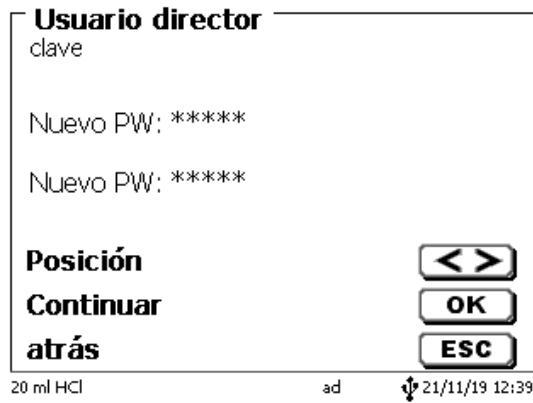 Usuario director
clave
Nuevo PW: *****
Nuevo PW: *****
Posición < >
Continuar OK
atrás ESC
20 ml HCl ad 21/11/19 12:39